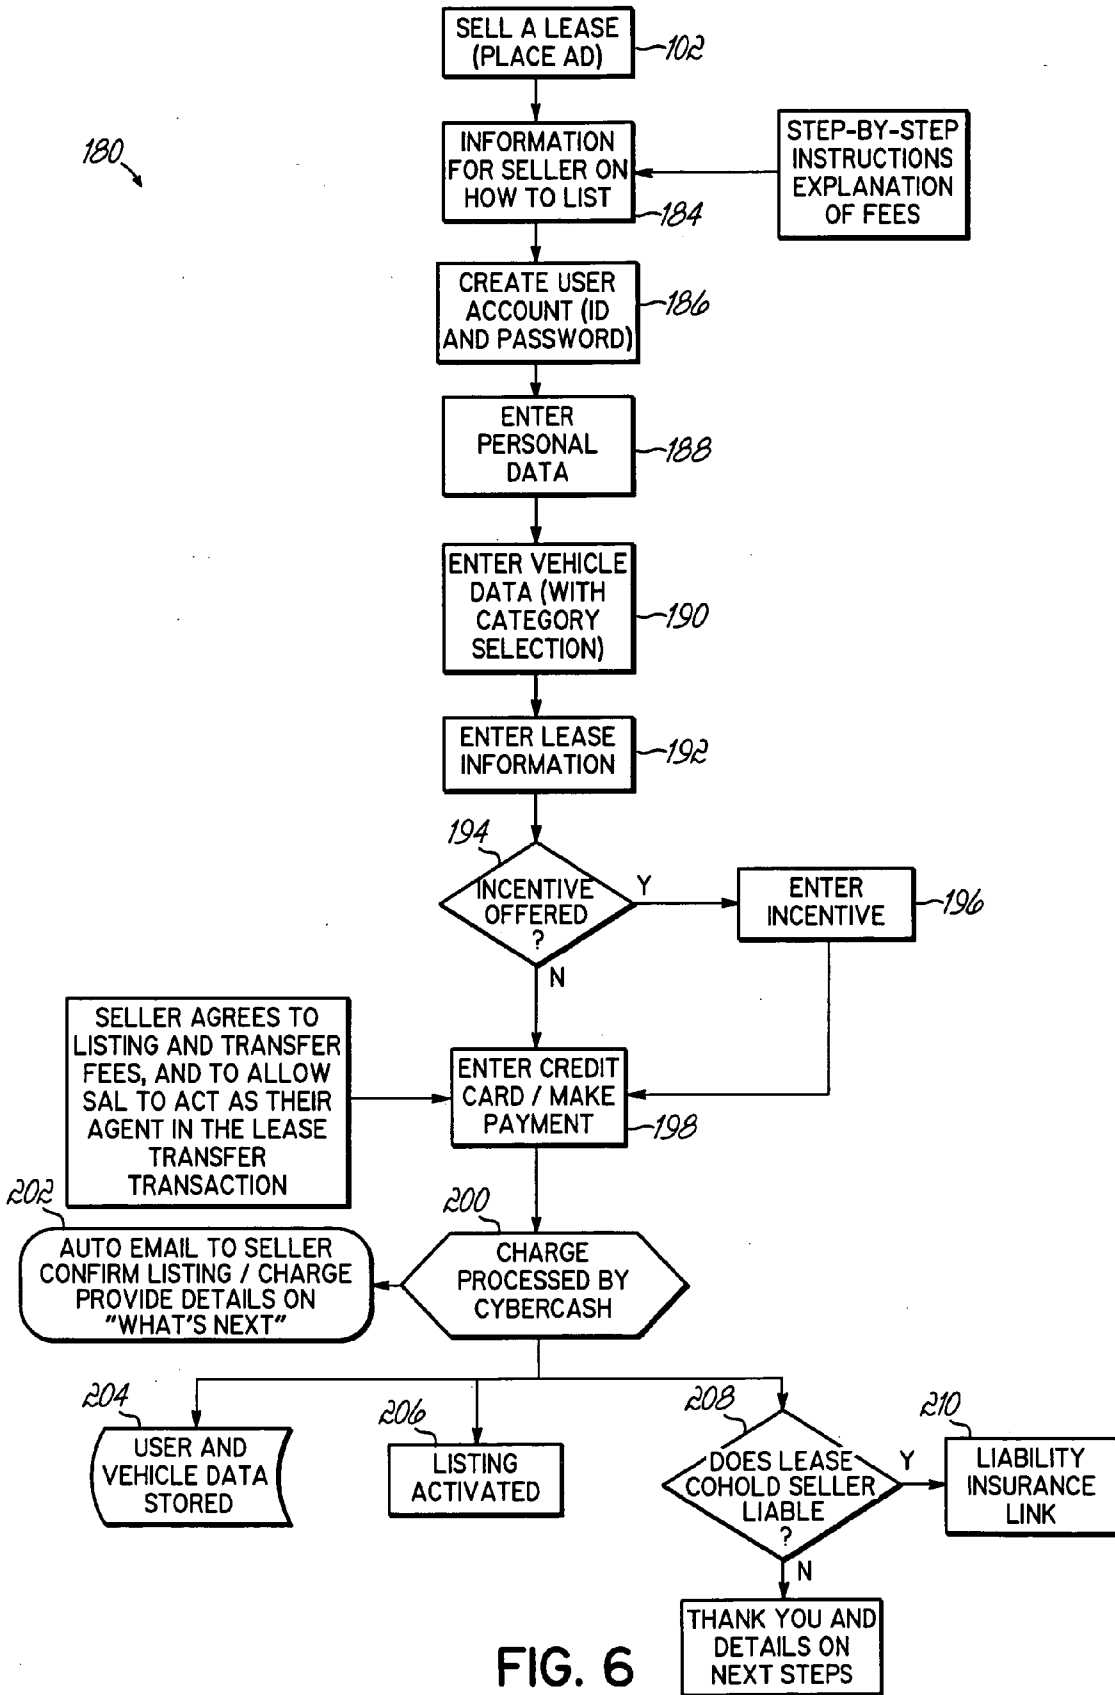 SELL A LEASE
(PLACE AD)
102
180
INFORMATION
FOR SELLER ON
HOW TO LIST
184
STEP-BY-STEP
INSTRUCTIONS
EXPLANATION
OF FEES
CREATE USER
ACCOUNT (ID
AND PASSWORD)
186
ENTER
PERSONAL
DATA
188
ENTER VEHICLE
DATA (WITH
CATEGORY
SELECTION)
190
ENTER LEASE
INFORMATION
192
194
INCENTIVE
OFFERED
?
Y
N
ENTER
INCENTIVE
196
SELLER AGREES TO
LISTING AND TRANSFER
FEES, AND TO ALLOW
SAL TO ACT AS THEIR
AGENT IN THE LEASE
TRANSFER
TRANSACTION
ENTER CREDIT
CARD / MAKE
PAYMENT
198
202
AUTO EMAIL TO SELLER
CONFIRM LISTING / CHARGE
PROVIDE DETAILS ON
"WHAT'S NEXT"
200
CHARGE
PROCESSED BY
CYBERCASH
204
USER AND
VEHICLE DATA
STORED
206
LISTING
ACTIVATED
208
DOES LEASE
COHOLD SELLER
LIABLE
?
Y
N
210
LIABILITY
INSURANCE
LINK
THANK YOU AND
DETAILS ON
NEXT STEPS
FIG. 6